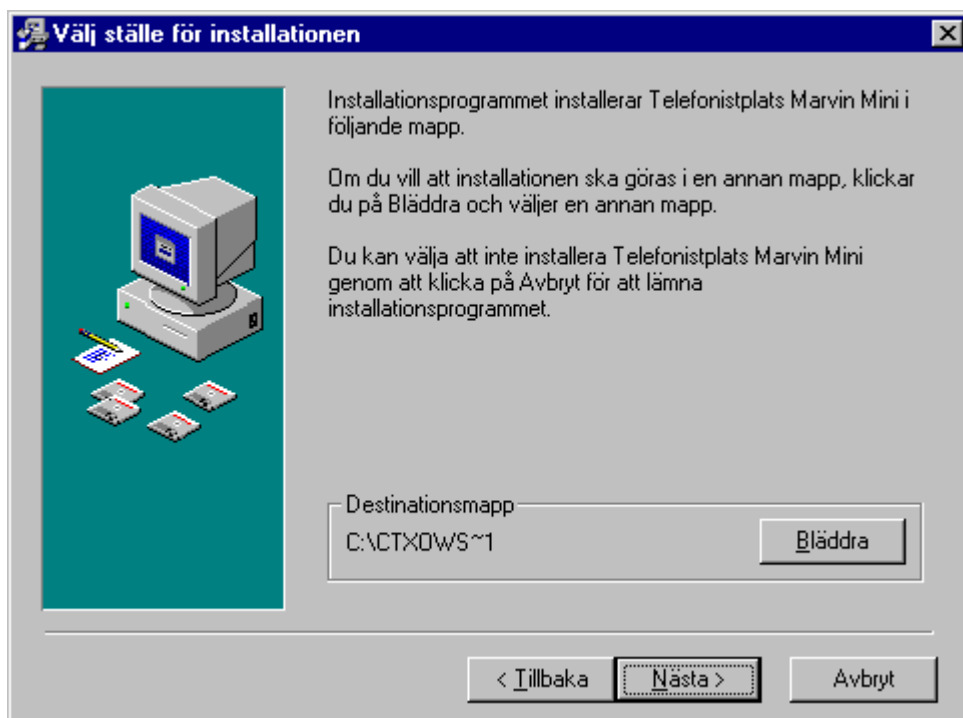 Välj ställe för installationen
Installationsprogrammet installerar Telefonistplats Marvin Mini i
följande mapp.
Om du vill att installationen ska göras i en annan mapp, klickar
du på Bläddra och väljer en annan mapp.
Du kan välja att inte installera Telefonistplats Marvin Mini
genom att klicka på Avbryt för att lämna
installationsprogrammet.
Destinationsmapp
C:\CTXOWS~1
Bläddra
< Tillbaka
Nästa >
Avbryt